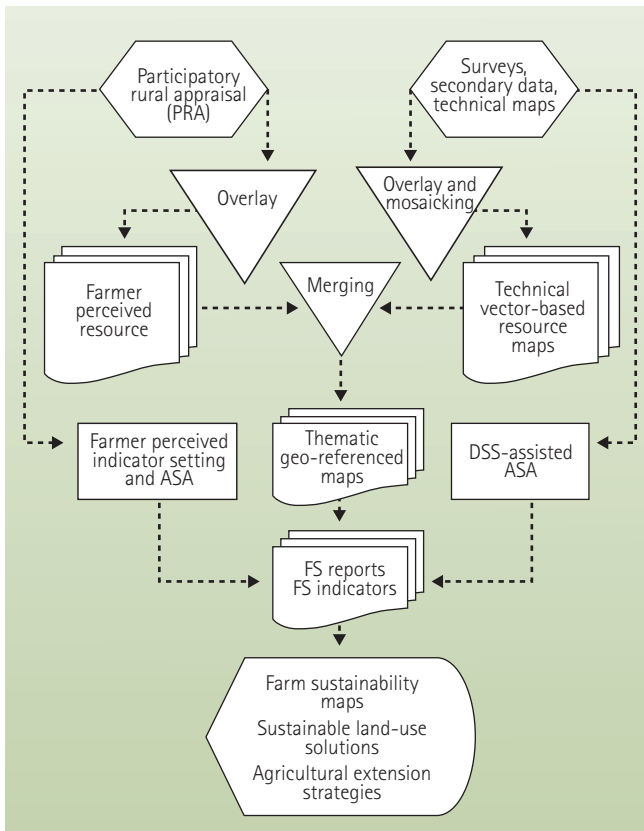 Participatory
rural appraisal
(PRA)
Surveys,
secondary data,
technical maps
Overlay
Overlay and
mosaicking
Farmer
perceived
resource
Merging
Technical
vector-based
resource
maps
Farmer perceived
indicator setting
and ASA
Thematic
geo-referenced
maps
DSS-assisted
ASA
FS reports
FS indicators
Farm sustainability
maps
Sustainable land-use
solutions
Agricultural extension
strategies